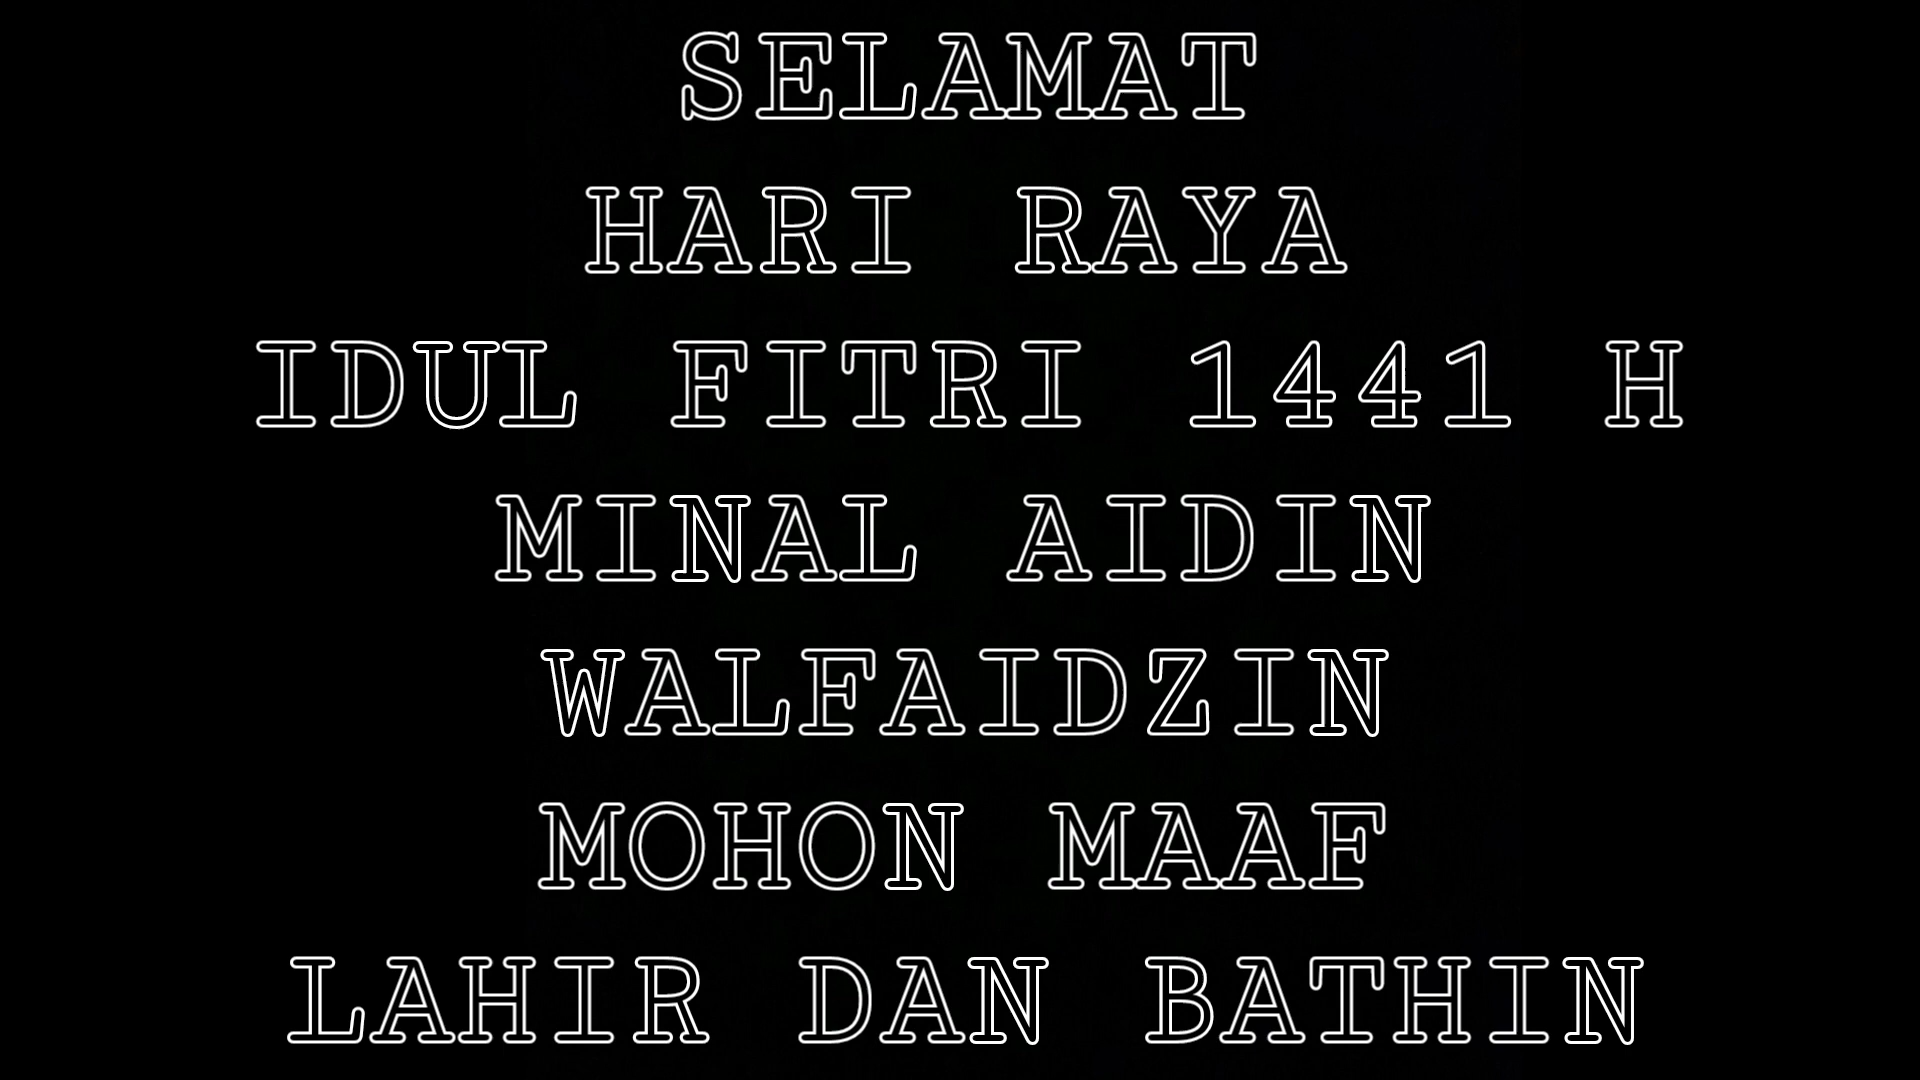 SELAMAT
HARI RAYA
IDUL FITRI 1441 H
MINAL AIDIN
WALFAIDZIN
MOHON MAAF
LAHIR DAN BATHIN